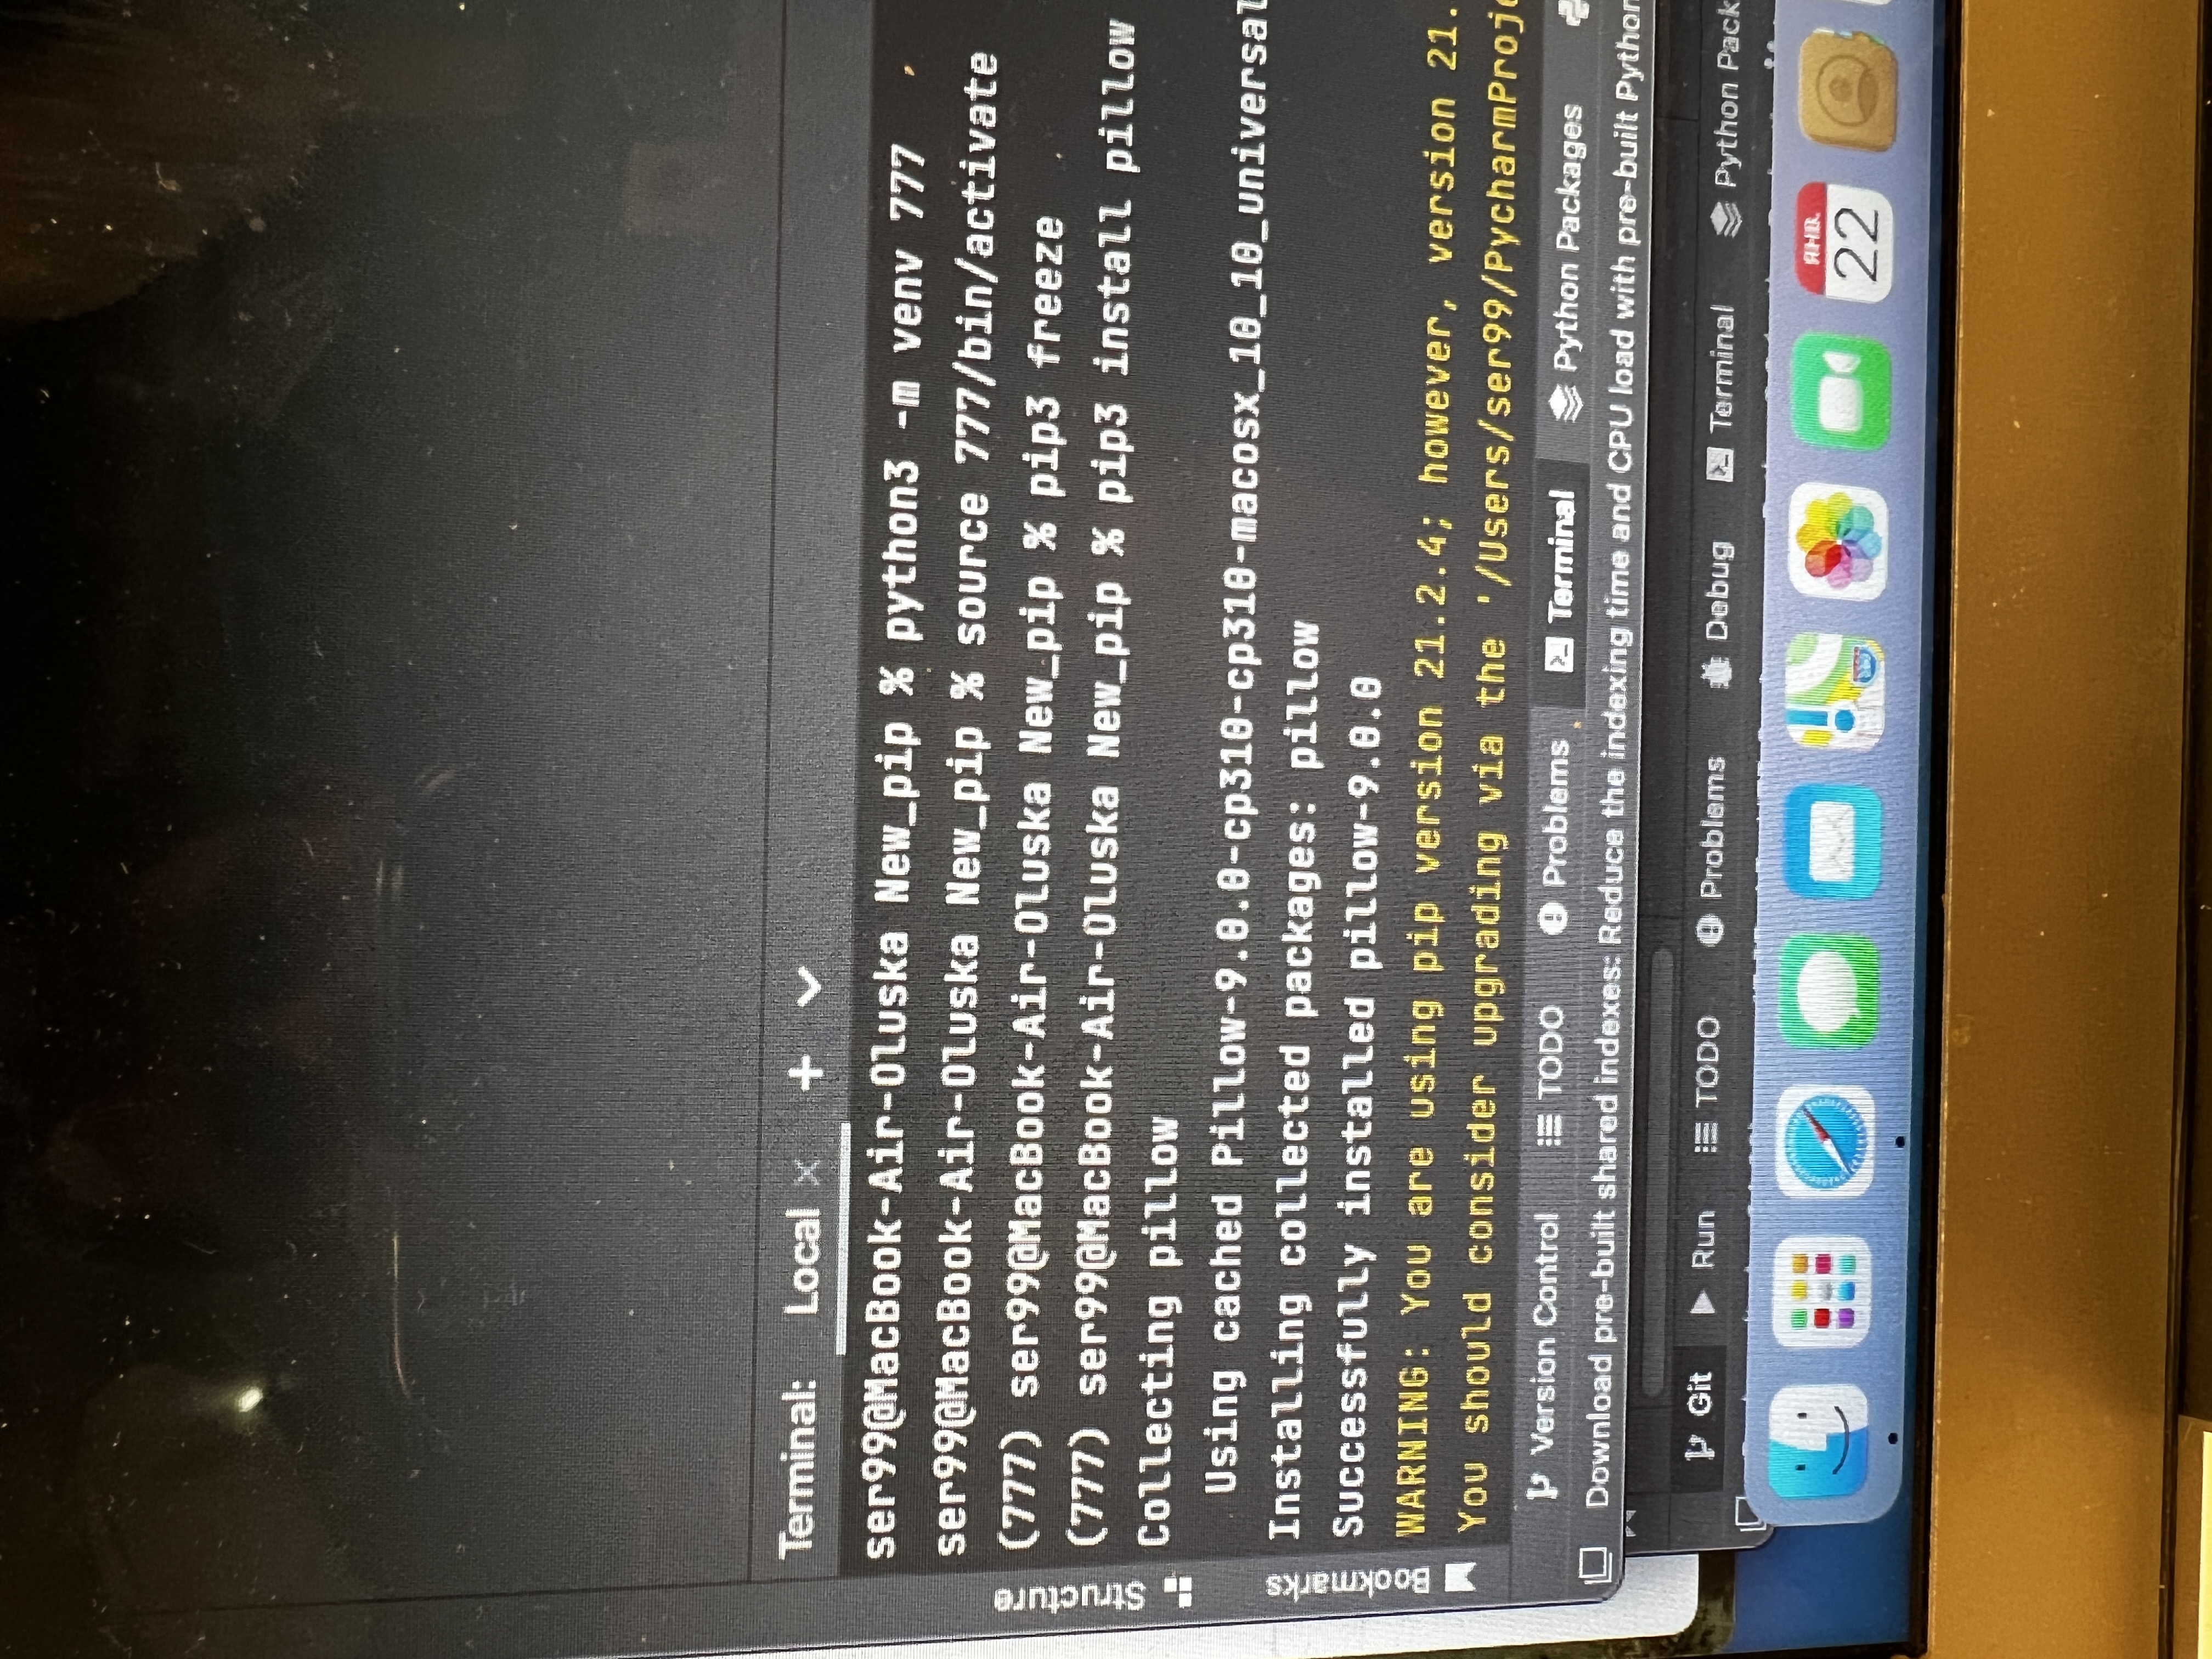 Terminal: Local × + 
ser99@MacBook-Air-Oluska New_pip % python3 -m venv 777
ser99@MacBook-Air-Oluska New_pip % source 777/bin/activate
(777) ser99@MacBook-Air-Oluska New_pip % pip3 freeze
(777) ser99@MacBook-Air-Oluska New_pip % pip3 install pillow
Collecting pillow
Using cached Pillow-9.0.0-cp310-cp310-macosx_10_10_universal
Installing collected packages: pillow
Successfully installed pillow-9.0.0
WARNING: You are using pip version 21.2.4; however, version 21.
You should consider upgrading via the '/Users/ser99/PycharmProje
Structure
Bookmarks
Version Control TODO Problems Terminal Python Packages
Download pre-built shared indexes: Reduce the indexing time and CPU load with pre-built Python
Git Run TODO Problems Debug Terminal Python Pack
ЯНВ.
22